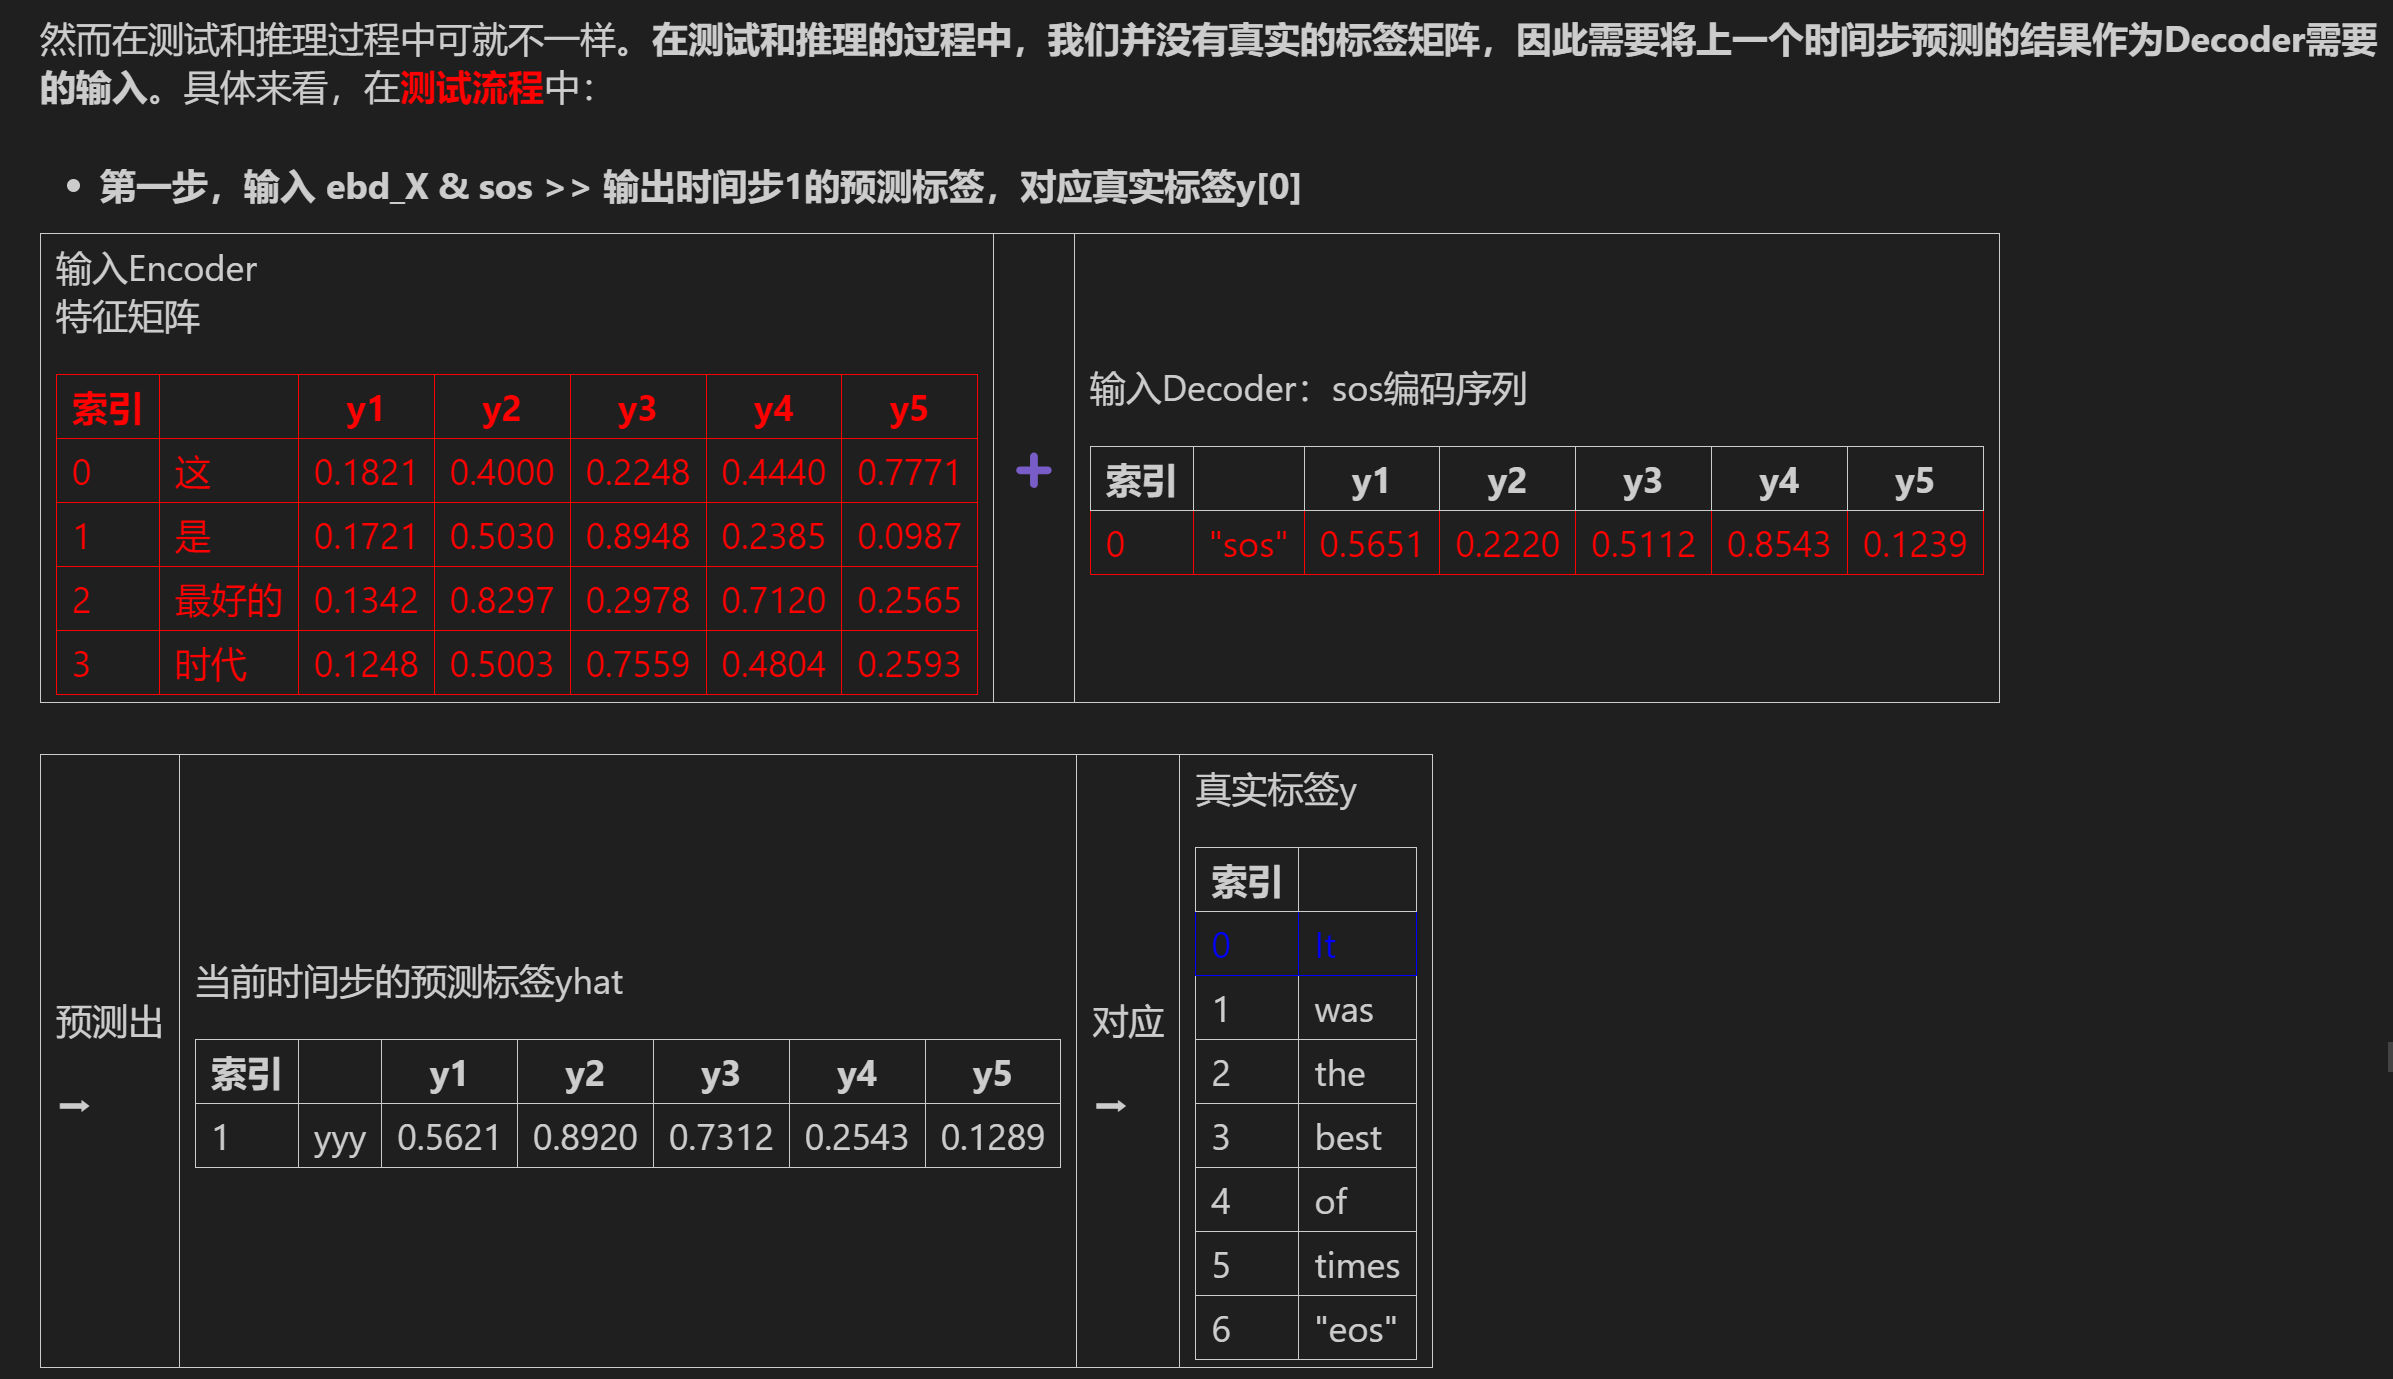 然而在测试和推理过程中可就不一样。在测试和推理的过程中，我们并没有真实的标签矩阵，因此需要将上一个时间步预测的结果作为Decoder需要
的输入。具体来看，在测试流程中：
• 第一步，输入 ebd_X & sos >> 输出时间步1的预测标签，对应真实标签y[0]
输入Encoder
特征矩阵
索引 y1 y2 y3 y4 y5
0 这 0.1821 0.4000 0.2248 0.4440 0.7771
1 是 0.1721 0.5030 0.8948 0.2385 0.0987
2 最好的 0.1342 0.8297 0.2978 0.7120 0.2565
3 时代 0.1248 0.5003 0.7559 0.4804 0.2593
➕
输入Decoder：sos编码序列
索引 y1 y2 y3 y4 y5
0 "sos" 0.5651 0.2220 0.5112 0.8543 0.1239
预测出
➞
当前时间步的预测标签yhat
索引 y1 y2 y3 y4 y5
1 yyy 0.5621 0.8920 0.7312 0.2543 0.1289
对应
➞
真实标签y
索引
0 It
1 was
2 the
3 best
4 of
5 times
6 "eos"